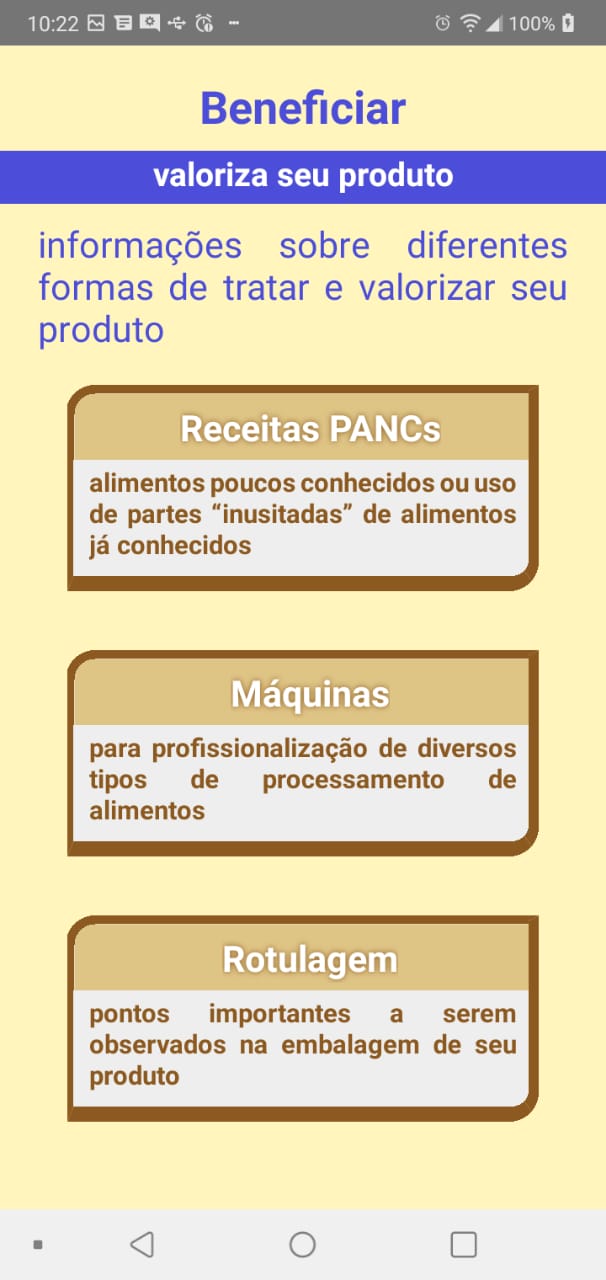 10:22
100%
Beneficiar
valoriza seu produto
informações sobre diferentes
formas de tratar e valorizar seu
produto
Receitas PANCs
alimentos poucos conhecidos ou uso
de partes “inusitadas” de alimentos
já conhecidos
Máquinas
para profissionalização de diversos
tipos de processamento de
alimentos
Rotulagem
pontos importantes a serem
observados na embalagem de seu
produto